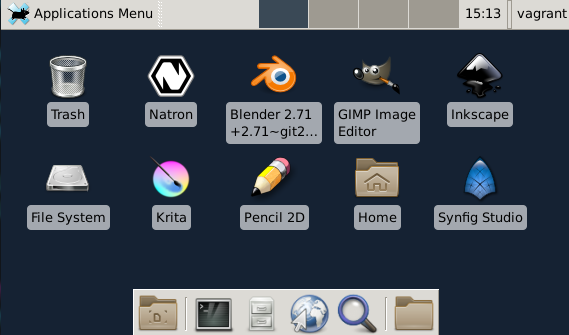 Applications Menu
15:13
vagrant
Trash
Natron
Blender 2.71
+2.71~git2...
GIMP Image
Editor
Inkscape
File System
Krita
Pencil 2D
Home
Synfig Studio